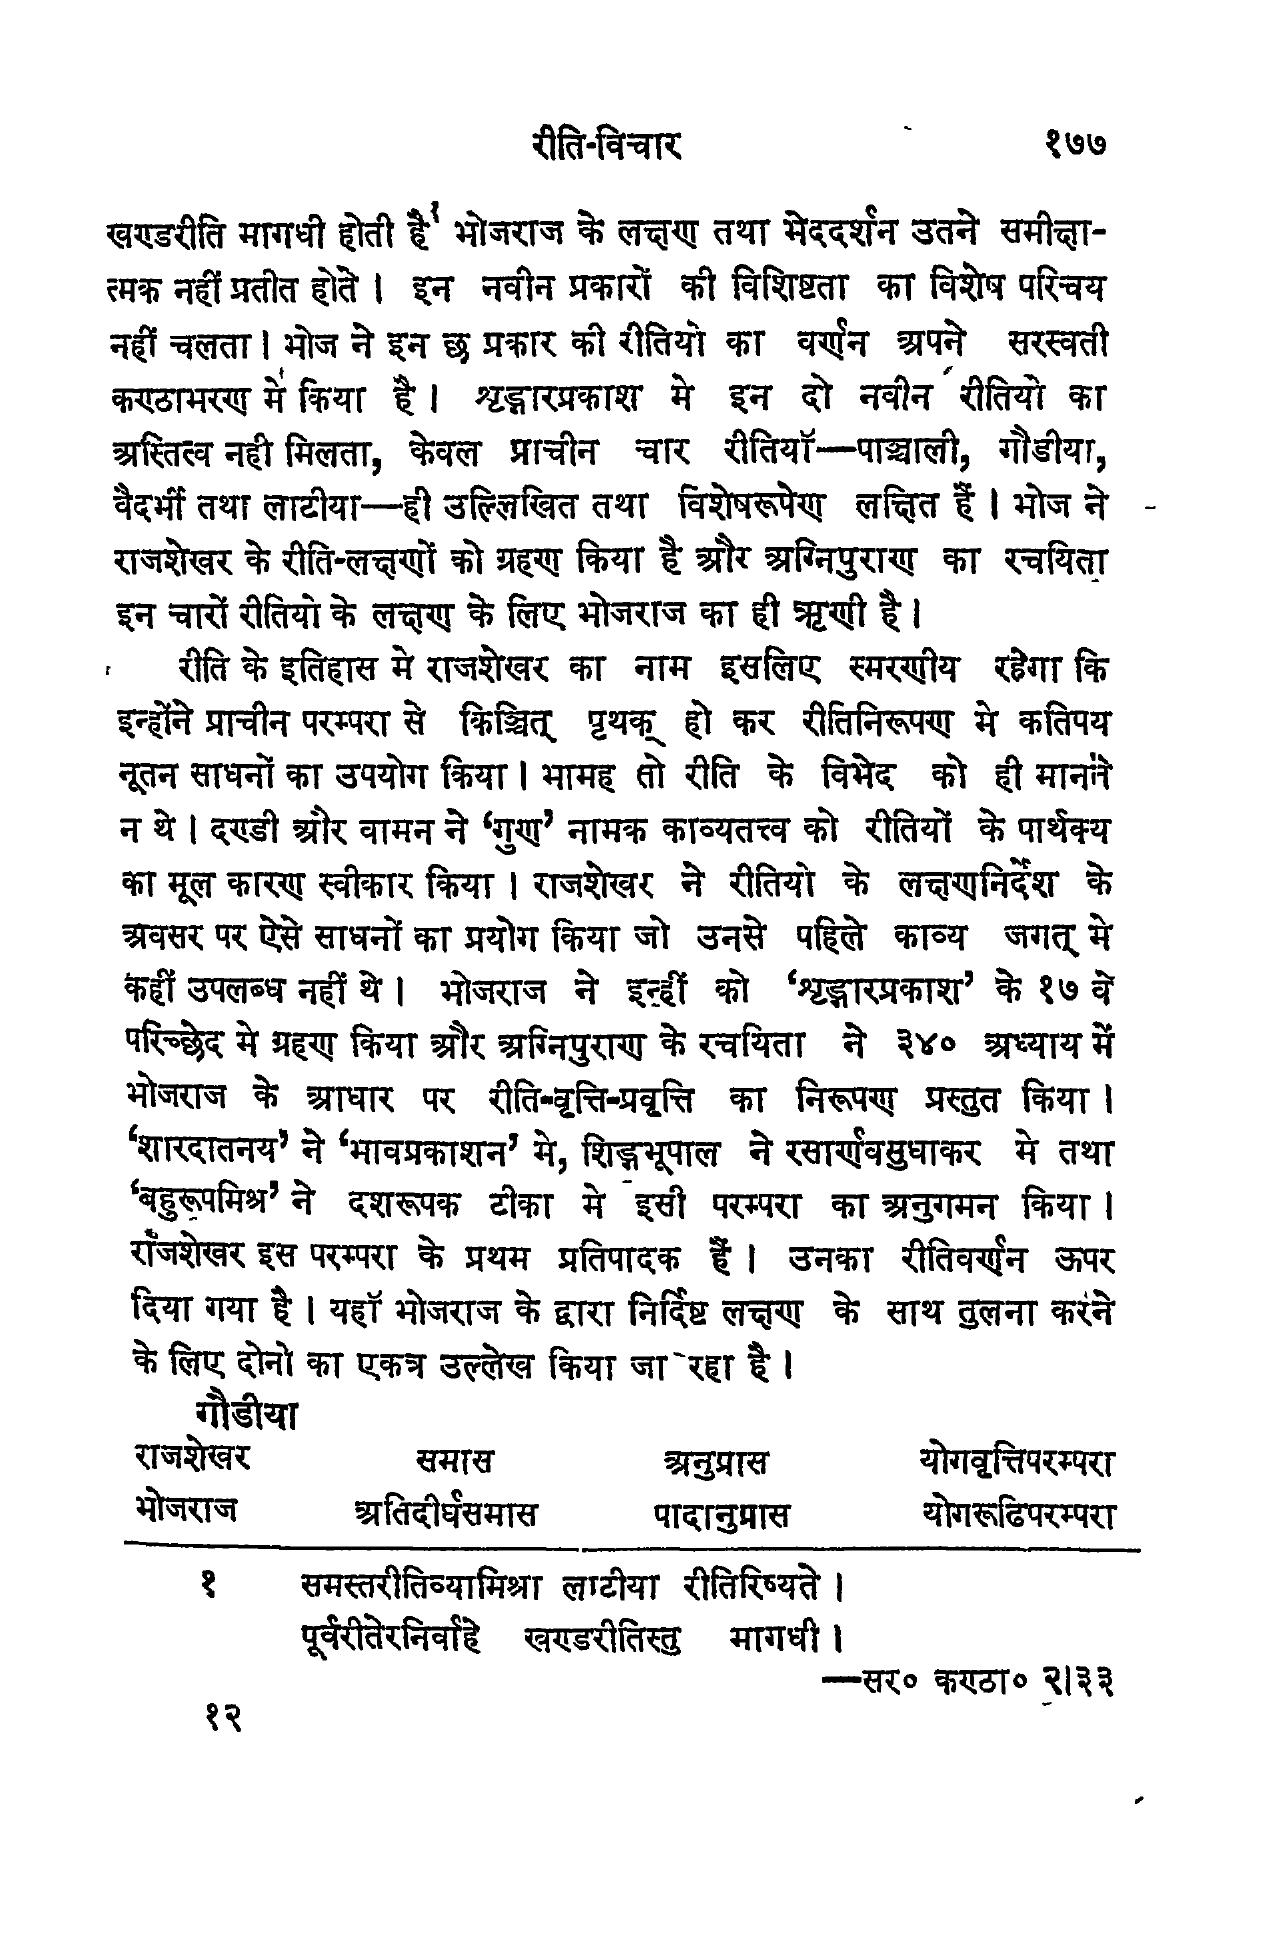 रीति-विचार १७७
खण्डरीति मागधी होती है¹ भोजराज के लक्षण तथा भेददर्शन उतने समीक्षा-
त्मक नहीं प्रतीत होते । इन नवीन प्रकारों की विशिष्टता का विशेष परिचय
नहीं चलता । भोज ने इन छ प्रकार की रीतियो का वर्णन अपने सरस्वती
कण्ठाभरण में किया है । शृङ्गारप्रकाश मे इन दो नवीन रीतियो का
अस्तित्व नही मिलता, केवल प्राचीन चार रीतियॉ—पाञ्चाली, गौडीया,
वैदर्भी तथा लाटीया—ही उल्लिखित तथा विशेषरूपेण लक्षित हैं । भोज ने
राजशेखर के रीति-लक्षणों को ग्रहण किया है और अग्निपुराण का रचयिता
इन चारों रीतियो के लक्षण के लिए भोजराज का ही ऋृणी है ।
रीति के इतिहास मे राजशेखर का नाम इसलिए स्मरणीय रहेगा कि
इन्होंने प्राचीन परम्परा से किञ्चित् पृथक् हो कर रीतिनिरूपण मे कतिपय
नूतन साधनों का उपयोग किया । भामह तो रीति के विभेद को ही मानने
न थे । दण्डी और वामन ने ‘गुण’ नामक काव्यतत्त्व को रीतियों के पार्थक्य
का मूल कारण स्वीकार किया । राजशेखर ने रीतियो के लक्षणनिर्देश के
अवसर पर ऐसे साधनों का प्रयोग किया जो उनसे पहिले काव्य जगत् मे
कहीं उपलब्ध नहीं थे । भोजराज ने इन्हीं को ‘शृङ्गारप्रकाश’ के १७ वे
परिच्छेद मे ग्रहण किया और अग्निपुराण के रचयिता ने ३४० अध्याय में
भोजराज के आधार पर रीति-वृत्ति-प्रवृत्ति का निरूपण प्रस्तुत किया ।
‘शारदातनय’ ने ‘भावप्रकाशन’ मे, शिङ्गभूपाल ने रसार्णवसुधाकर मे तथा
‘बहुरूपमिश्र’ ने दशरूपक टीका मे इसी परम्परा का अनुगमन किया ।
राजशेखर इस परम्परा के प्रथम प्रतिपादक हैं । उनका रीतिवर्णन ऊपर
दिया गया है । यहॉ भोजराज के द्वारा निर्दिष्ट लक्षण के साथ तुलना करने
के लिए दोनो का एकत्र उल्लेख किया जा रहा है ।
गौडीया
राजशेखर समास अनुप्रास योगवृत्तिपरम्परा
भोजराज अतिदीर्घसमास पादानुप्रास योगरूढिपरम्परा
१ समस्तरीतिव्यामिश्रा लाटीया रीतिरिष्यते ।
पूर्वरीतेरनिर्वाहे खण्डरीतिस्तु मागधी ।
—सर० कण्ठा० २।३३
१२